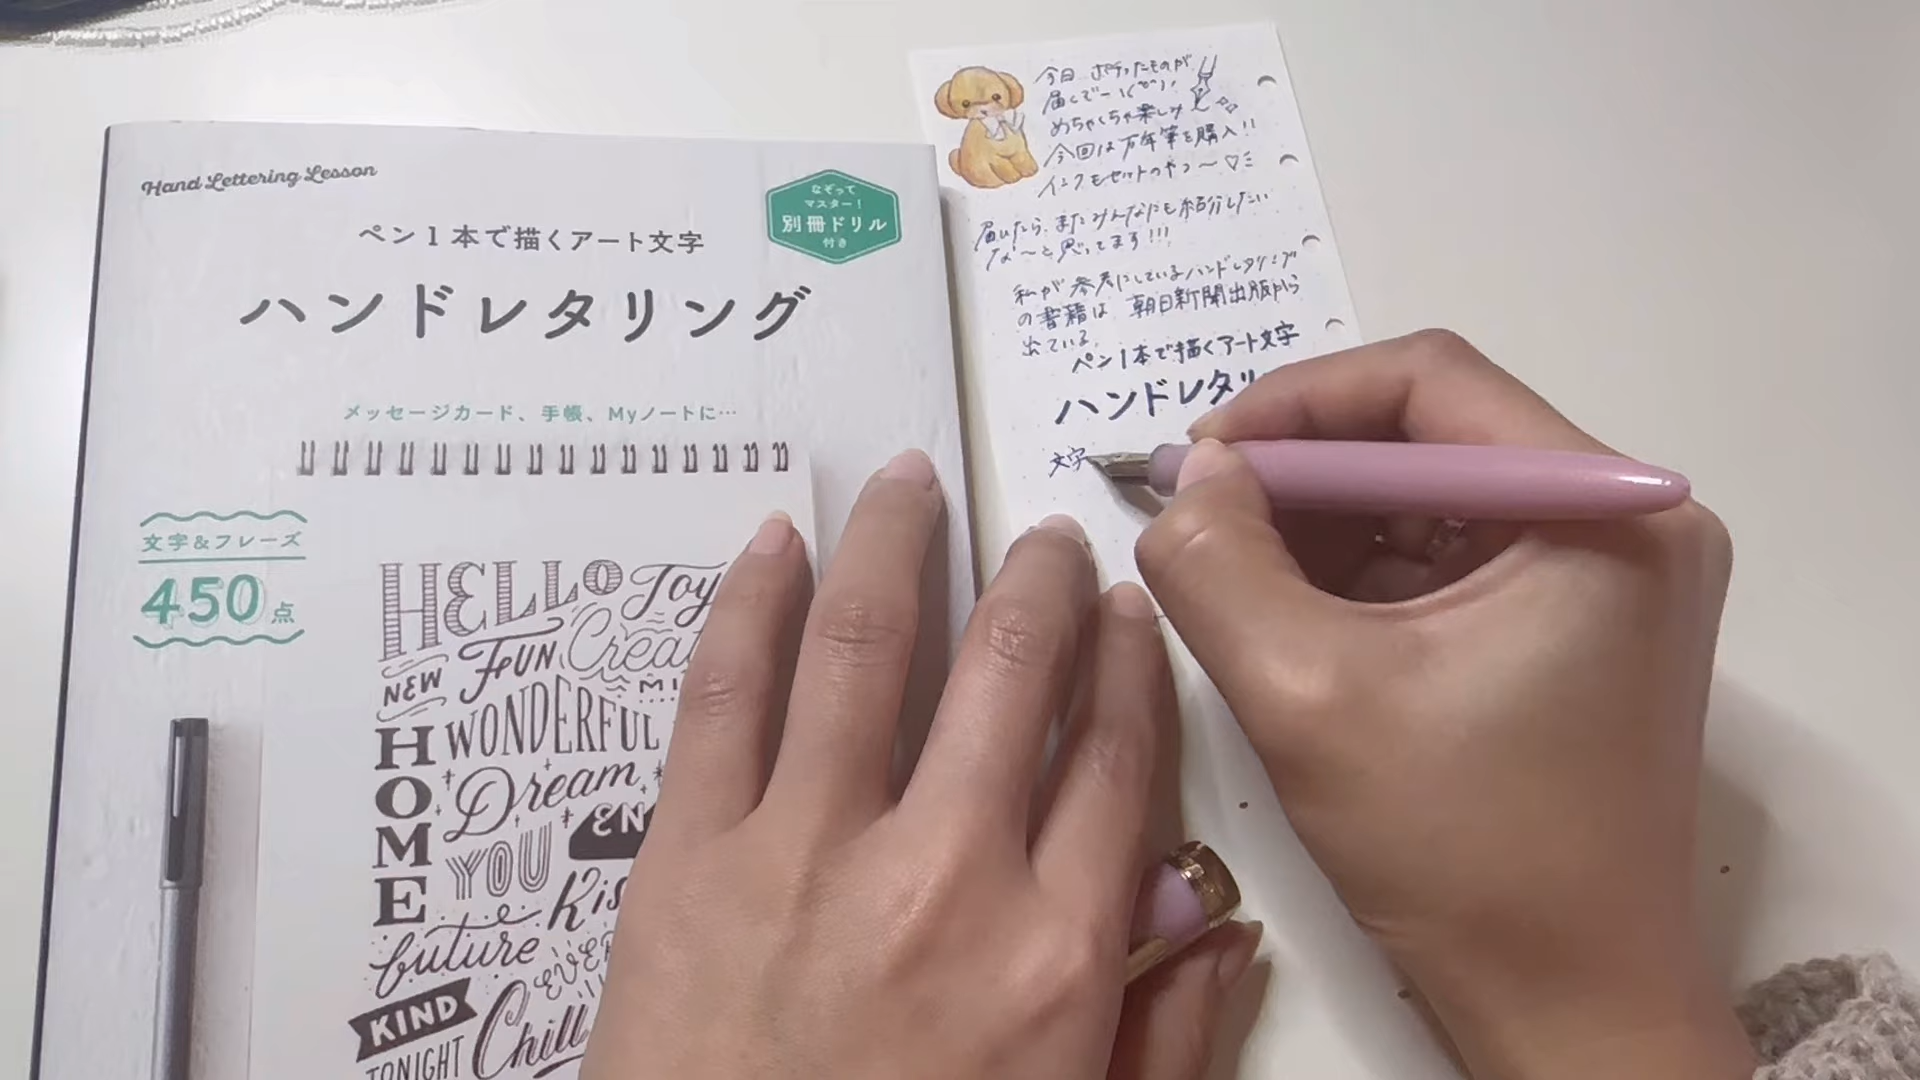 Hand Lettering Lesson
なぞって
マスター！
別冊ドリル
付き
ペン1本で描くアート文字
ハンドレタリング
メッセージカード、手帳、Myノートに…
文字&フレーズ
450点
HELLO Joy
NEW FUN
WONDERFUL
HOME
Dream
YOU
future
KIND
Chill
TONIGHT
今日 ポチったものが
届くぞー
めちゃくちゃ楽しみ
今回は万年筆を購入!!
インクもセットのやつ〜♡
届いたら、またみんなにも紹介したい
な〜と思ってます!!!
私が参考にしているハンドレタリング
の書籍は 朝日新聞出版から
出ている。
ペン1本で描くアート文字
ハンドレタリ
文字